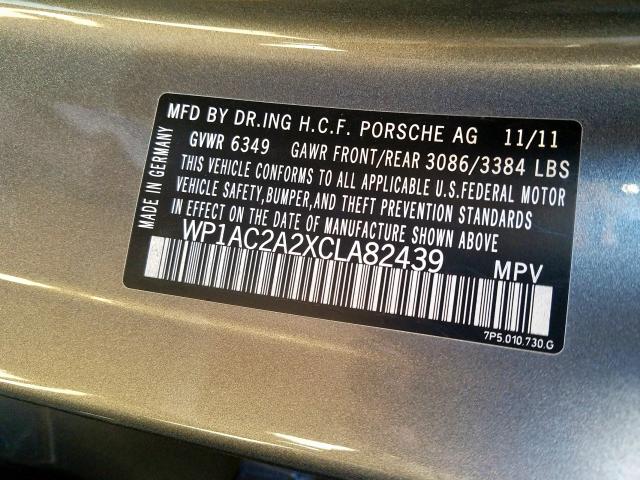 MFD BY DR.ING H.C.F. PORSCHE AG 11/11
GVWR 6349 GAWR FRONT/REAR 3086/3384 LBS
THIS VEHICLE CONFORMS TO ALL APPLICABLE U.S.FEDERAL MOTOR
VEHICLE SAFETY,BUMPER,AND THEFT PREVENTION STANDARDS
IN EFFECT ON THE DATE OF MANUFACTURE SHOWN ABOVE
WP1AC2A2XCLA82439 MPV
7P5.010.730.G
MADE IN GERMANY